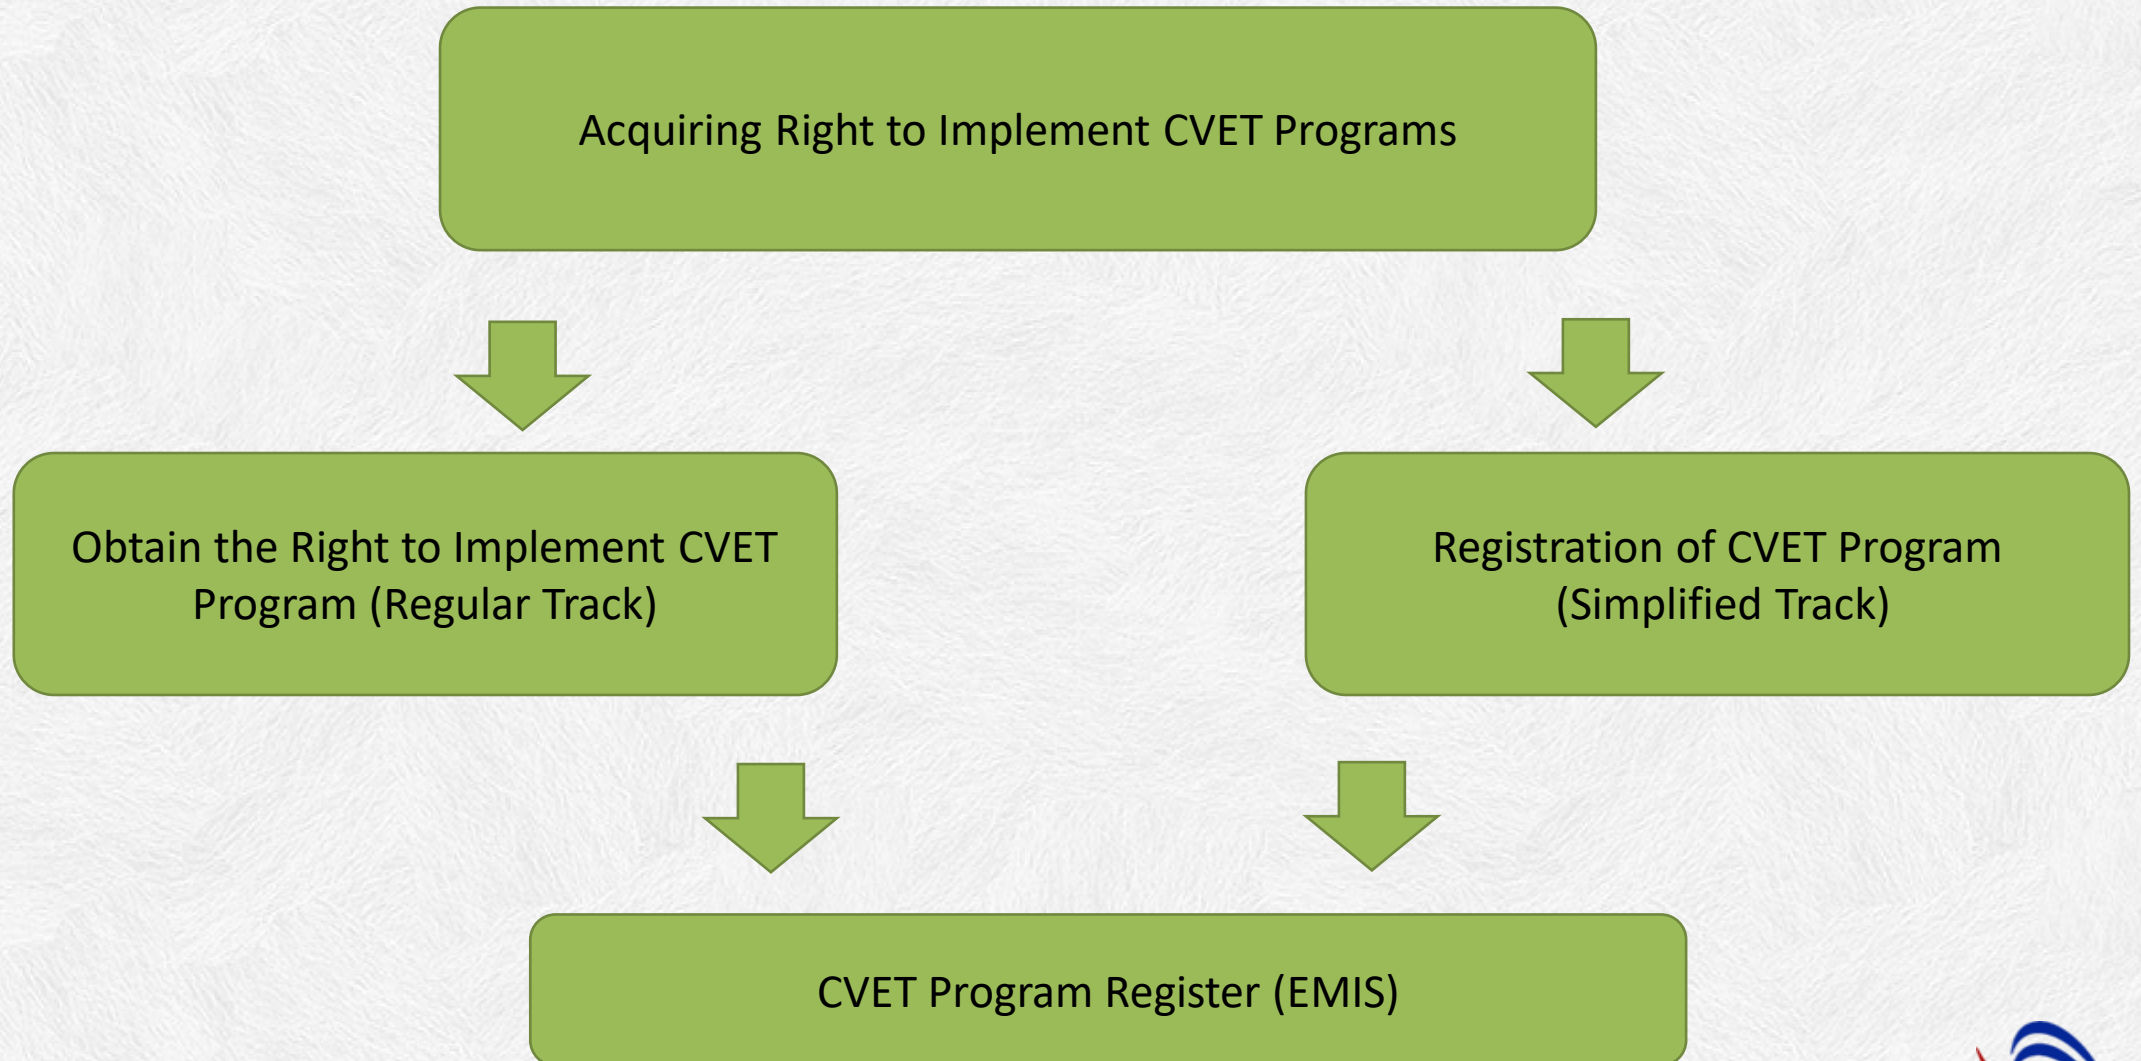 Acquiring Right to Implement CVET Programs
Obtain the Right to Implement CVET
Program (Regular Track)
Registration of CVET Program
(Simplified Track)
CVET Program Register (EMIS)